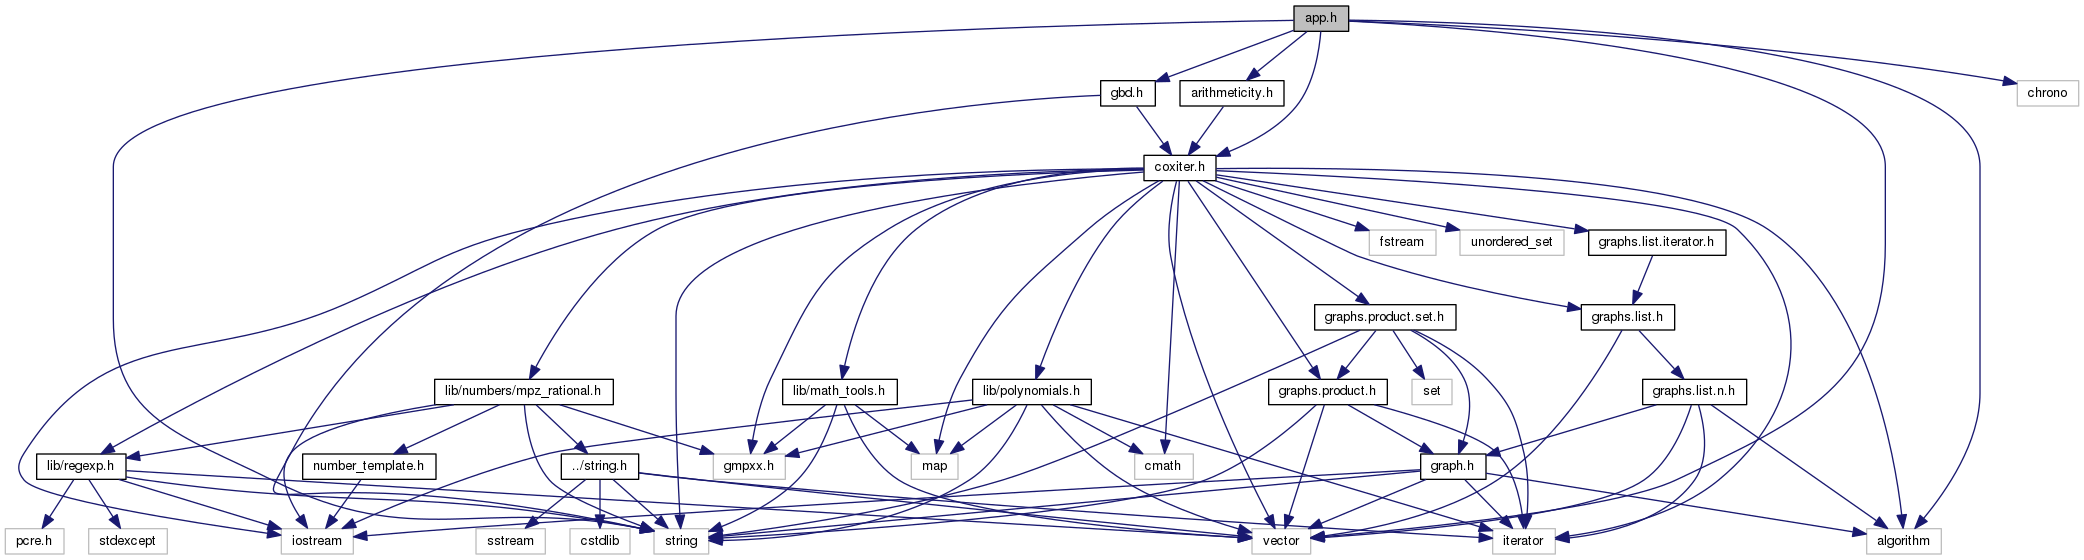 app.h
gbd.h
arithmeticity.h
chrono
coxiter.h
fstream
unordered_set
graphs.list.iterator.h
graphs.product.set.h
graphs.list.h
lib/numbers/mpz_rational.h
lib/math_tools.h
lib/polynomials.h
graphs.product.h
set
graphs.list.n.h
lib/regexp.h
number_template.h
../string.h
gmpxx.h
map
cmath
graph.h
pcre.h
stdexcept
iostream
sstream
cstdlib
string
vector
iterator
algorithm